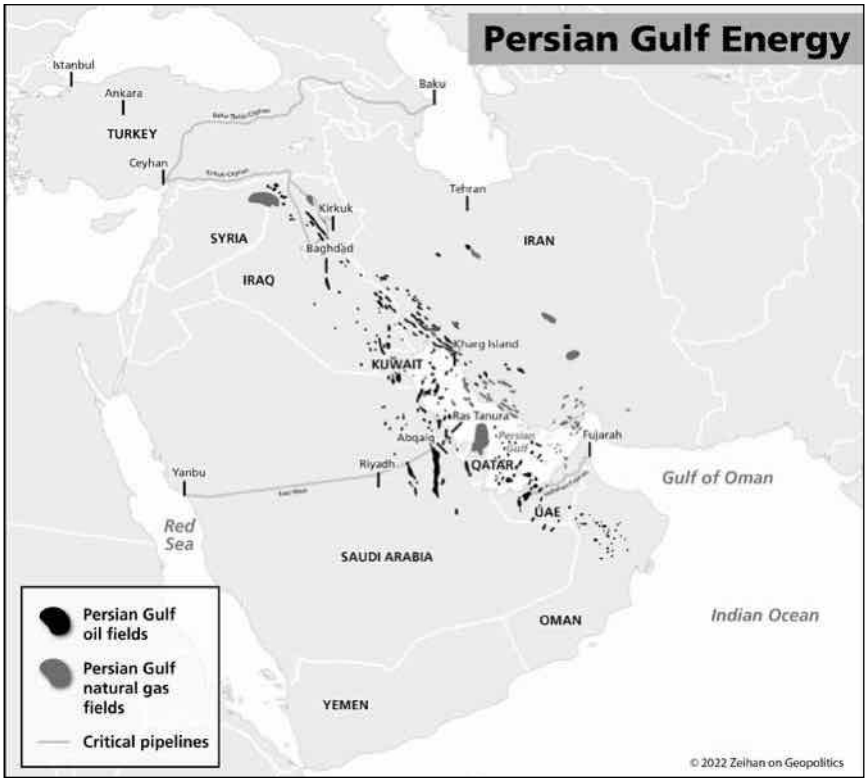 Persian Gulf Energy
Istanbul
Ankara
Baku
TURKEY
Ceyhan
Tehran
Kirkuk
SYRIA
IRAN
Baghdad
IRAQ
Kharg Island
KUWAIT
Ras Tanura
Abqaiq
Persian
Gulf
Fujarah
Riyadh
QATAR
Yanbu
East-West
Gulf of Oman
UAE
Red
Sea
SAUDI ARABIA
OMAN
Indian Ocean
YEMEN
Persian Gulf
oil fields
Persian Gulf
natural gas
fields
Critical pipelines
© 2022 Zeihan on Geopolitics